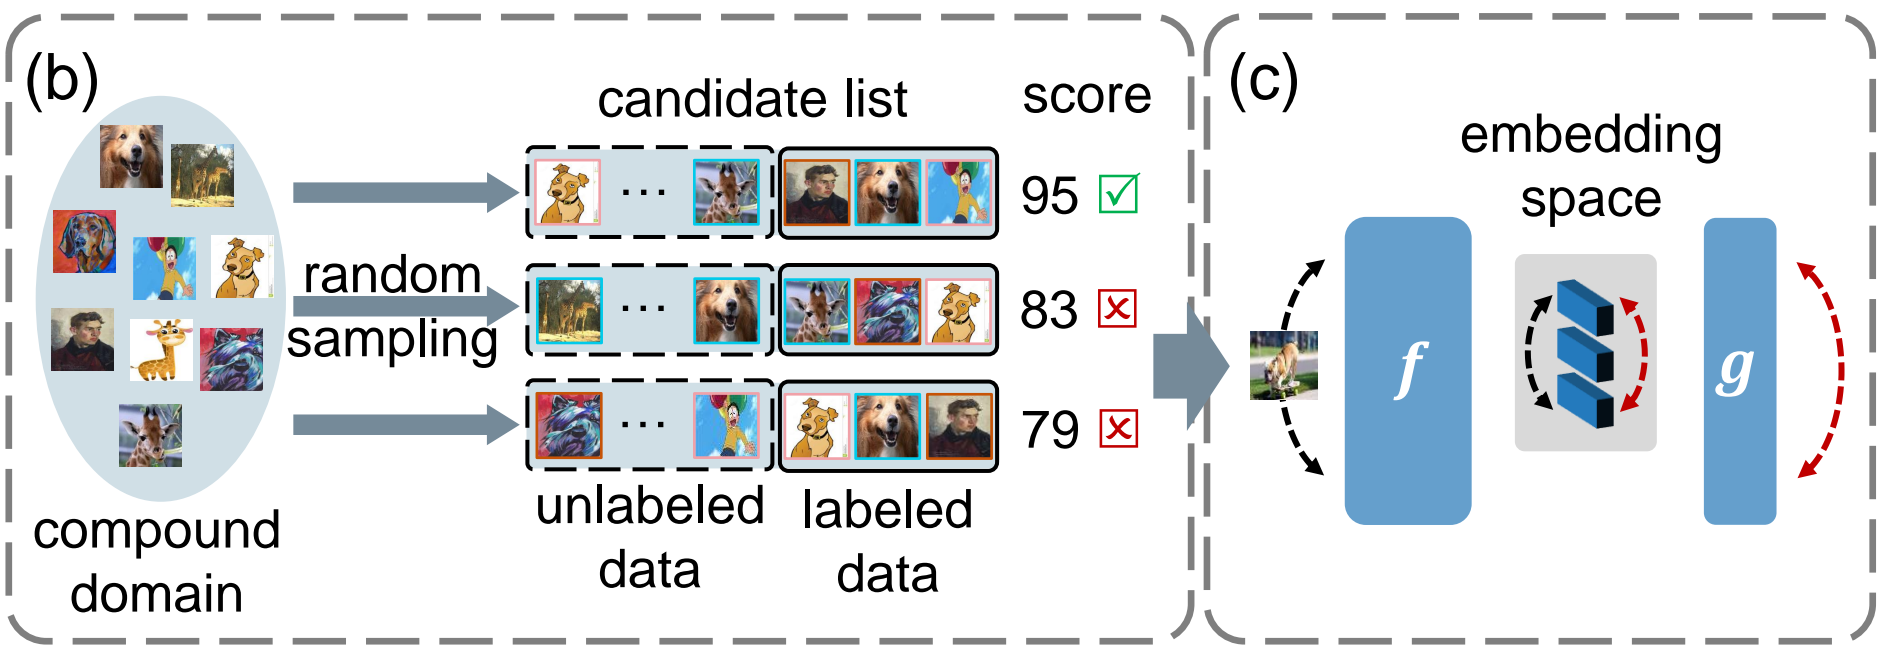 (b)
candidate list
score
random
sampling
...
95
...
83
...
79
unlabeled
data
labeled
data
compound
domain
(c)
embedding
space
f
g